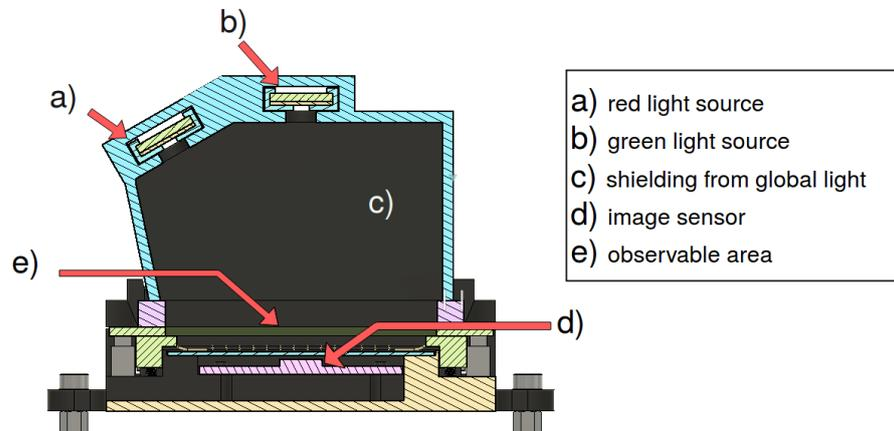 b)
a)
c)
e)
d)
a) red light source
b) green light source
c) shielding from global light
d) image sensor
e) observable area